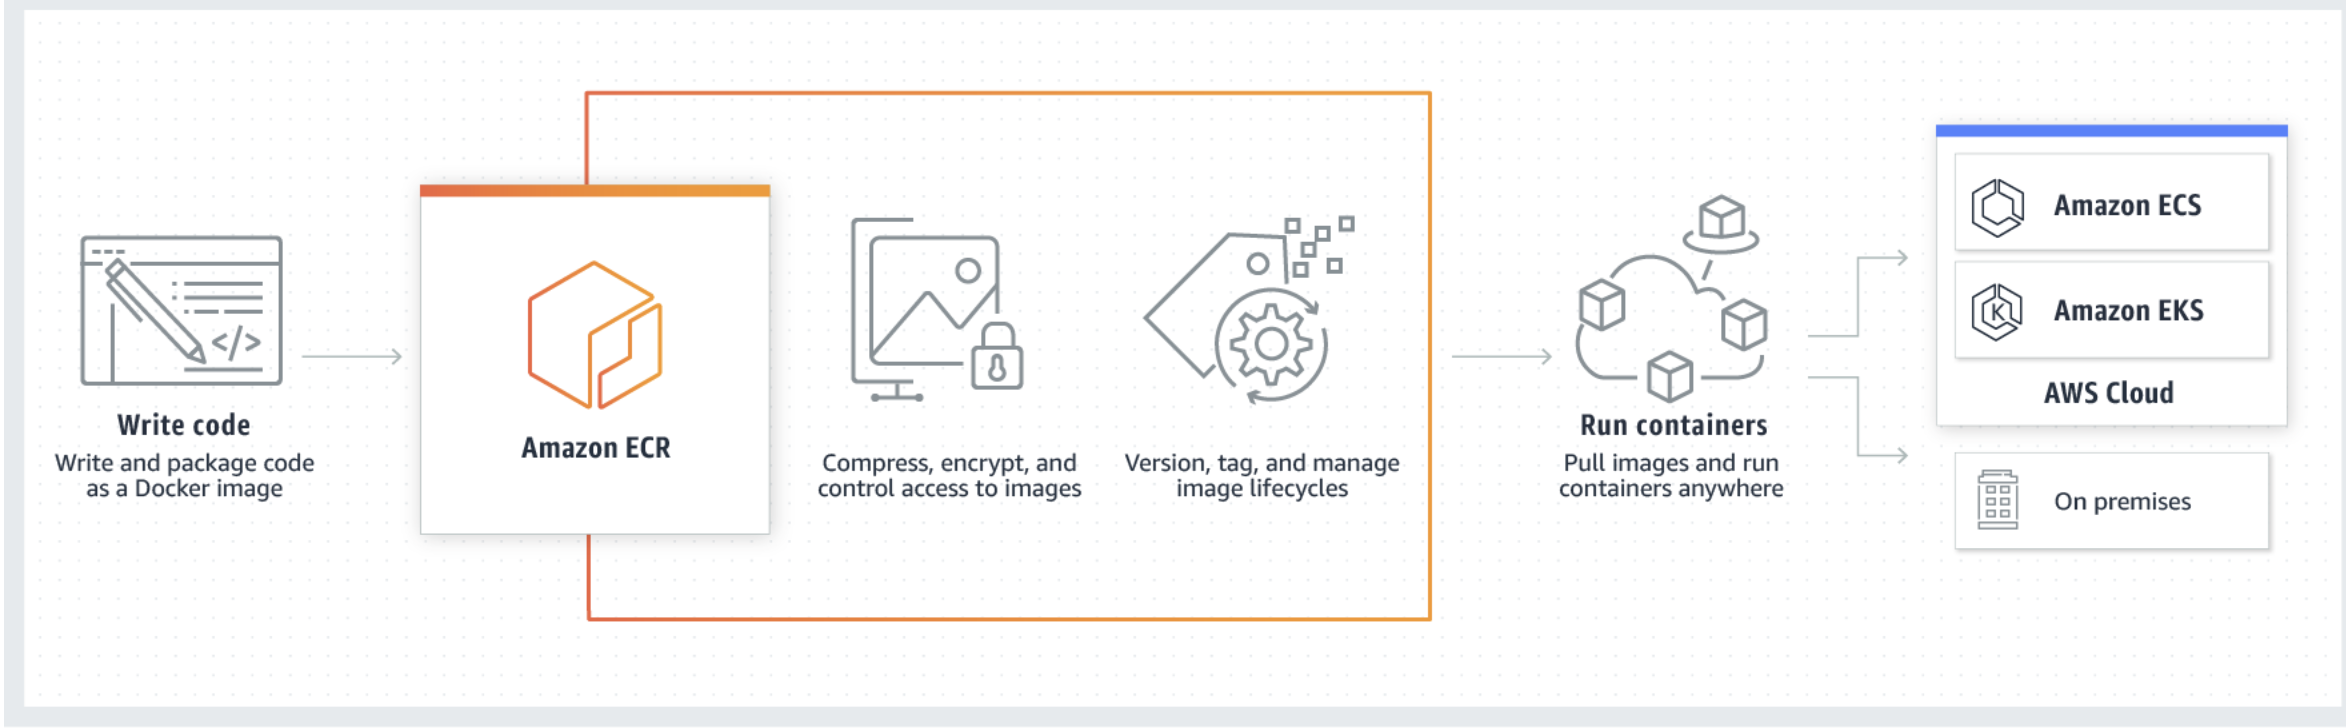 </>
Write code
Write and package code
as a Docker image
Amazon ECR
Compress, encrypt, and
control access to images
Version, tag, and manage
image lifecycles
Run containers
Pull images and run
containers anywhere
Amazon ECS
K
Amazon EKS
AWS Cloud
On premises